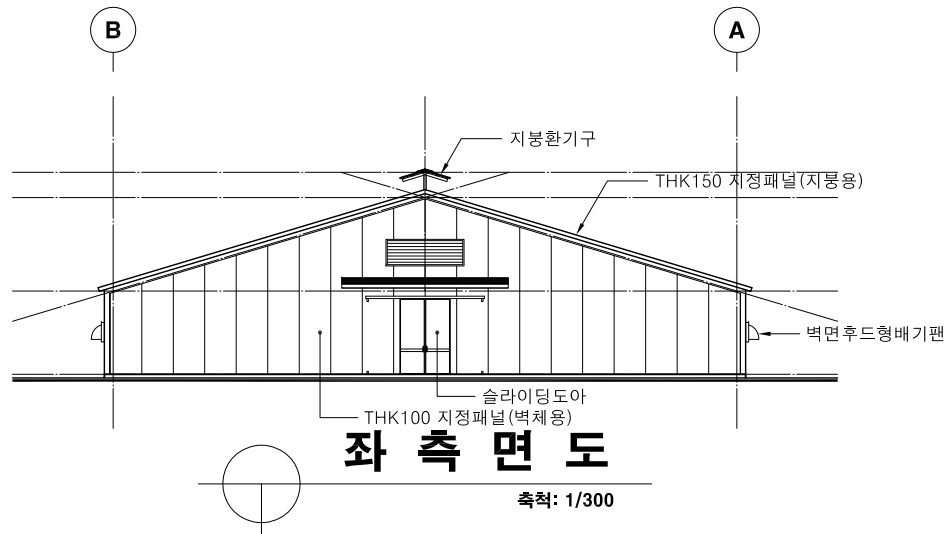 B
A
지붕환기구
THK150 지정패널(지붕용)
벽면후드형배기팬
슬라이딩도아
THK100 지정패널(벽체용)
좌 측 면 도
축척: 1/300